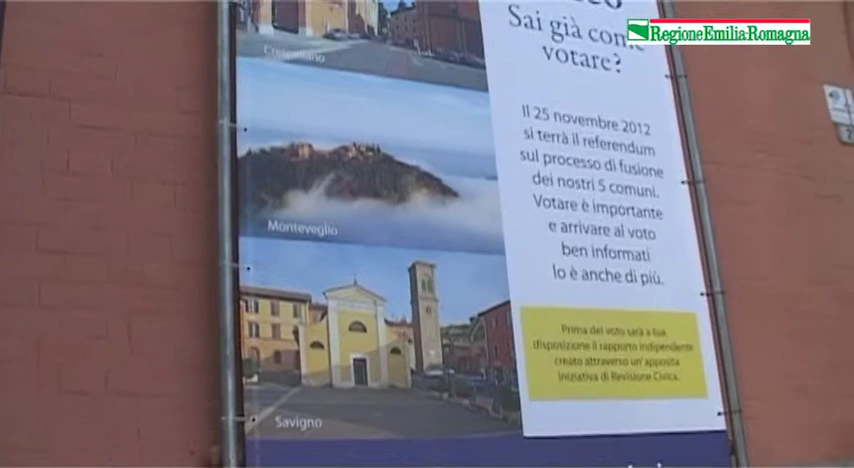 Sai già come
votare?
RegioneEmiliaRomagna
Crespellano
Il 25 novembre 2012
si terrà il referendum
sul processo di fusione
dei nostri 5 comuni.
Votare è importante
e arrivare al voto
ben informati
lo è anche di più.
Monteveglio
Prima del voto sarà a tua
disposizione il rapporto indipendente
creato attraverso un'apposita
iniziativa di Revisione Civica.
Savigno